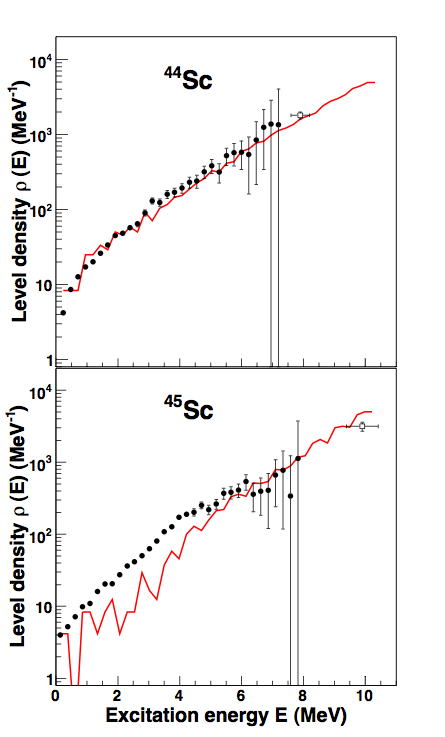 ⁴⁴Sc
Level density ρ (E) (MeV⁻¹)
10⁴
10³
10²
10
1
⁴⁵Sc
Level density ρ (E) (MeV⁻¹)
10⁴
10³
10²
10
1
0 2 4 6 8 10
Excitation energy E (MeV)